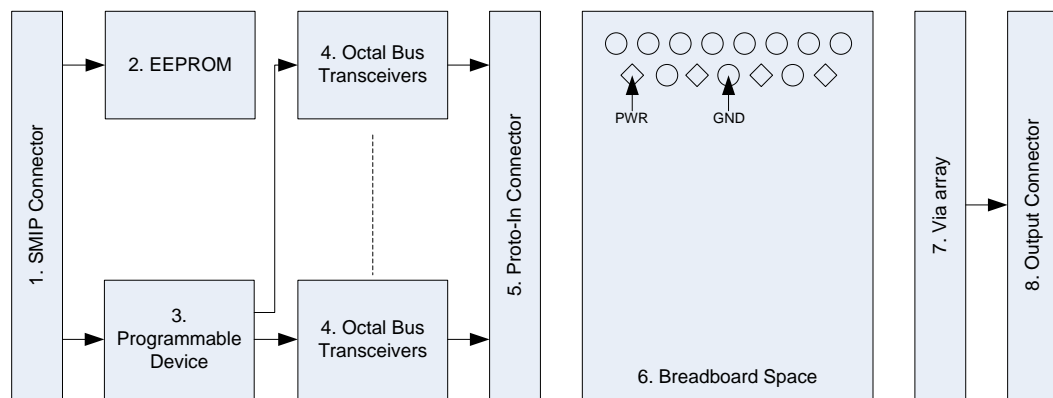 1. SMIP Connector
2. EEPROM
3.
Programmable
Device
4. Octal Bus
Transceivers
4. Octal Bus
Transceivers
5. Proto-In Connector
PWR
GND
6. Breadboard Space
7. Via array
8. Output Connector